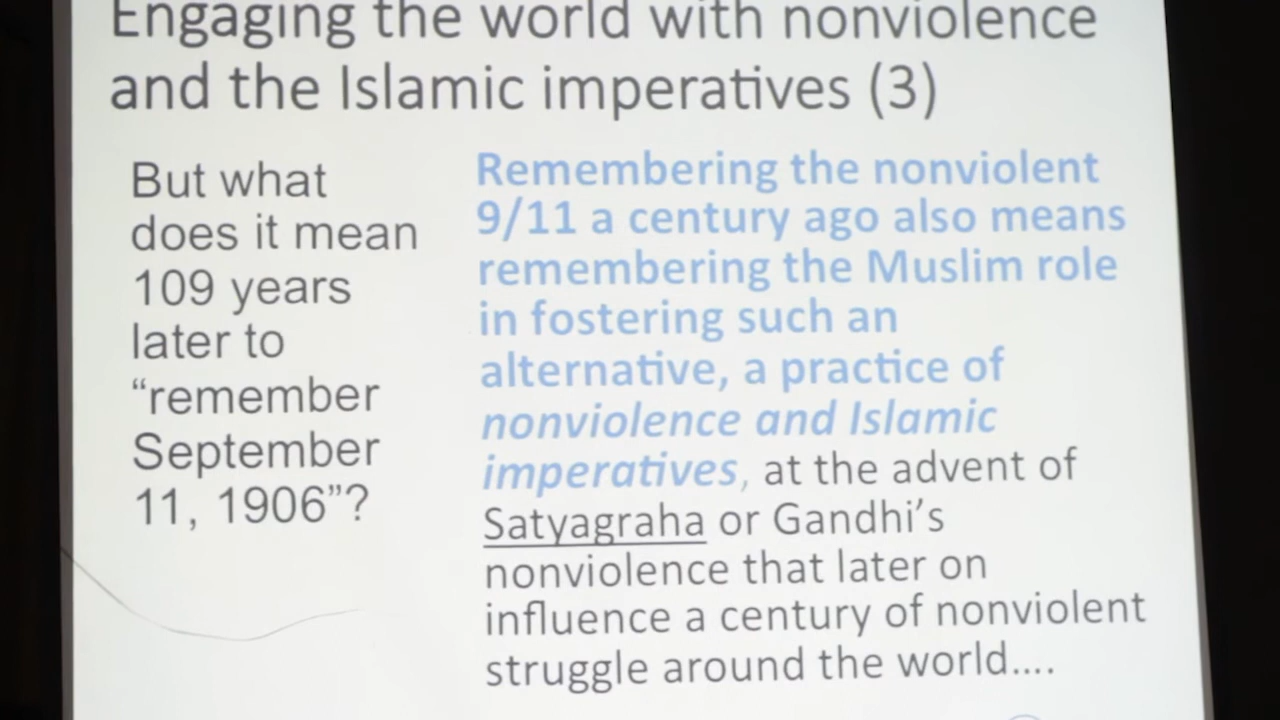 Engaging the world with nonviolence
and the Islamic imperatives (3)
But what
does it mean
109 years
later to
“remember
September
11, 1906”?
Remembering the nonviolent
9/11 a century ago also means
remembering the Muslim role
in fostering such an
alternative, a practice of
nonviolence and Islamic
imperatives, at the advent of
Satyagraha or Gandhi’s
nonviolence that later on
influence a century of nonviolent
struggle around the world....